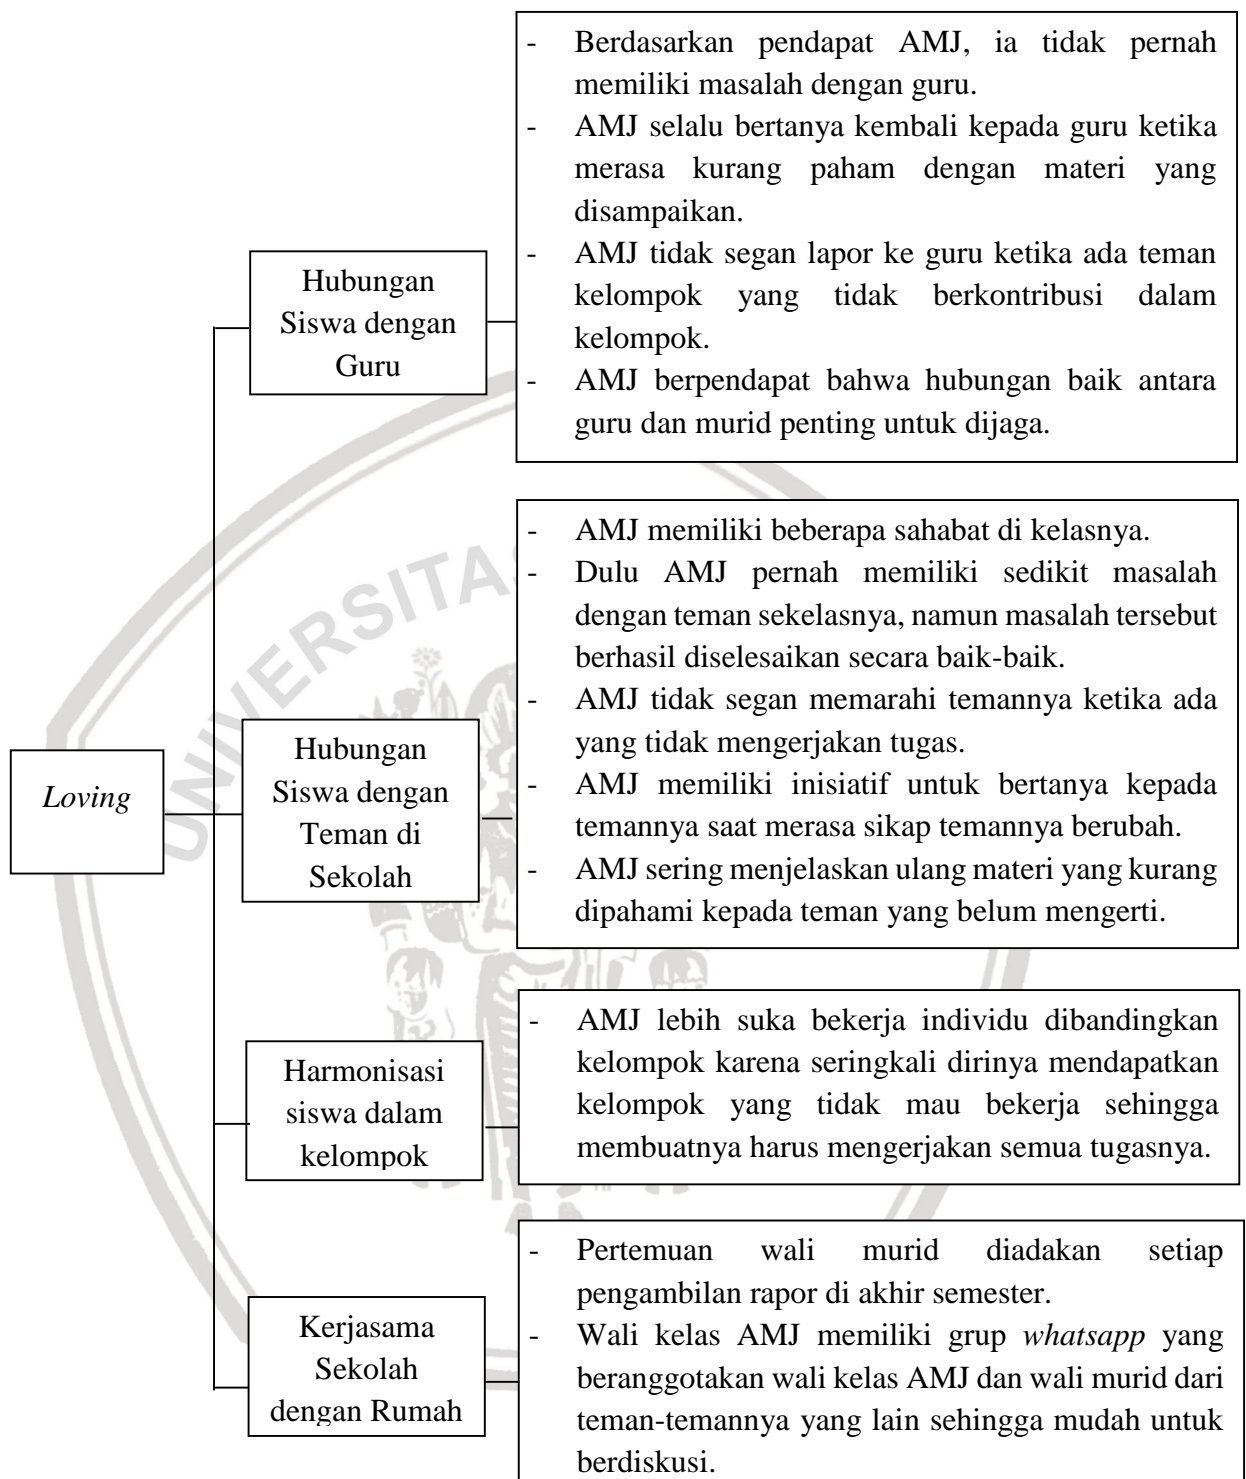 Loving
Hubungan
Siswa dengan
Guru
- Berdasarkan pendapat AMJ, ia tidak pernah
memiliki masalah dengan guru.
- AMJ selalu bertanya kembali kepada guru ketika
merasa kurang paham dengan materi yang
disampaikan.
- AMJ tidak segan lapor ke guru ketika ada teman
kelompok yang tidak berkontribusi dalam
kelompok.
- AMJ berpendapat bahwa hubungan baik antara
guru dan murid penting untuk dijaga.
Hubungan
Siswa dengan
Teman di
Sekolah
- AMJ memiliki beberapa sahabat di kelasnya.
- Dulu AMJ pernah memiliki sedikit masalah
dengan teman sekelasnya, namun masalah tersebut
berhasil diselesaikan secara baik-baik.
- AMJ tidak segan memarahi temannya ketika ada
yang tidak mengerjakan tugas.
- AMJ memiliki inisiatif untuk bertanya kepada
temannya saat merasa sikap temannya berubah.
- AMJ sering menjelaskan ulang materi yang kurang
dipahami kepada teman yang belum mengerti.
Harmonisasi
siswa dalam
kelompok
- AMJ lebih suka bekerja individu dibandingkan
kelompok karena seringkali dirinya mendapatkan
kelompok yang tidak mau bekerja sehingga
membuatnya harus mengerjakan semua tugasnya.
Kerjasama
Sekolah
dengan Rumah
- Pertemuan wali murid diadakan setiap
pengambilan rapor di akhir semester.
- Wali kelas AMJ memiliki grup whatsapp yang
beranggotakan wali kelas AMJ dan wali murid dari
teman-temannya yang lain sehingga mudah untuk
berdiskusi.
UNIVERSITAS